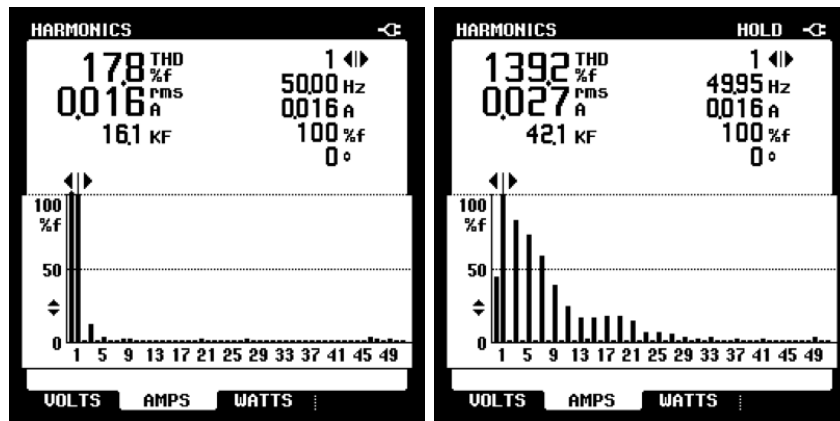 HARMONICS
17.8 THD %f
0.016 rms A
16.1 KF
1
50.00 Hz
0.016 A
100 %f
0 °
100
%f
50
0
1 5 9 13 17 21 25 29 33 37 41 45 49
VOLTS AMPS WATTS
HARMONICS HOLD
139.2 THD %f
0.027 rms A
42.1 KF
1
49.95 Hz
0.016 A
100 %f
0 °
100
%f
50
0
1 5 9 13 17 21 25 29 33 37 41 45 49
VOLTS AMPS WATTS